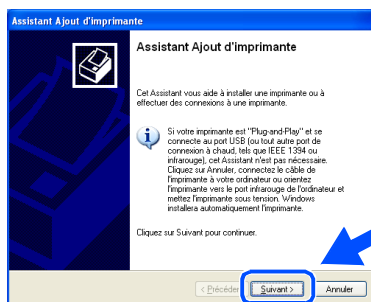 Assistant Ajout d'imprimante
Assistant Ajout d'imprimante
Cet Assistant vous aide à installer une imprimante ou à
effectuer des connexions à une imprimante.
Si votre imprimante est "Plug-and-Play" et se
connecte au port USB (ou tout autre port de
connexion à chaud, tels que IEEE 1394 ou
infrarouge), cet Assistant n'est pas nécessaire.
Cliquez sur Annuler, connectez le câble de
l'imprimante à votre ordinateur ou orientez
l'imprimante vers le port infrarouge de l'ordinateur et
mettez l'imprimante sous tension. Windows
installera automatiquement l'imprimante.
Cliquez sur Suivant pour continuer.
< Précédent Suivant > Annuler